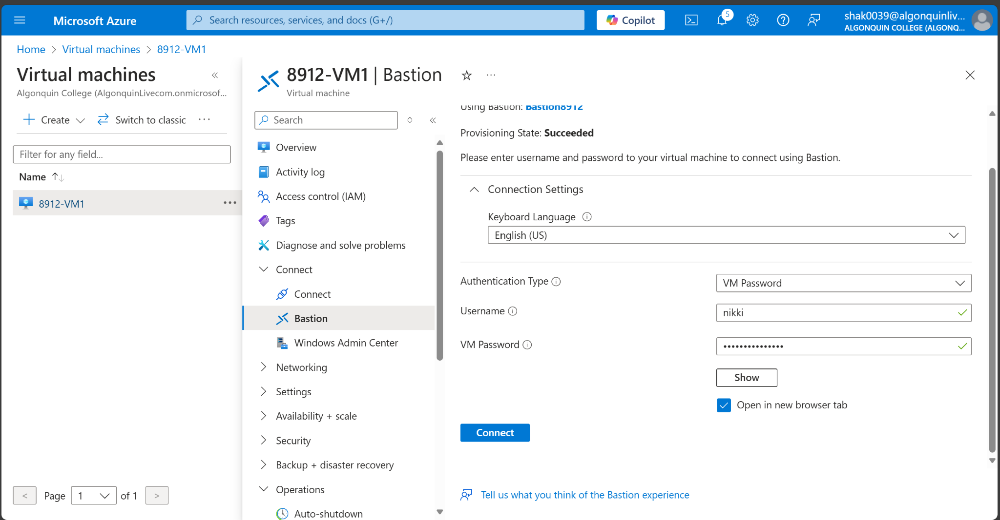 Microsoft Azure
Search resources, services, and docs (G+/)
Copilot
5
shak0039@algonquinliv...
ALGONQUIN COLLEGE (ALGONQ...
Home > Virtual machines > 8912-VM1
Virtual machines
«
Algonquin College (AlgonquinLivecom.onmicrosof...
Create
Switch to classic
...
Filter for any field...
Name ↑↓
8912-VM1
...
< Page 1 of 1 >
8912-VM1 | Bastion
...
Virtual machine
Search
«
Overview
Activity log
Access control (IAM)
Tags
Diagnose and solve problems
Connect
Connect
Bastion
Windows Admin Center
Networking
Settings
Availability + scale
Security
Backup + disaster recovery
Operations
Auto-shutdown
Using Bastion: Bastion8912
Provisioning State: Succeeded
Please enter username and password to your virtual machine to connect using Bastion.
Connection Settings
Keyboard Language
English (US)
Authentication Type
VM Password
Username
nikki
VM Password
•••••••••••••••
Show
Open in new browser tab
Connect
Tell us what you think of the Bastion experience